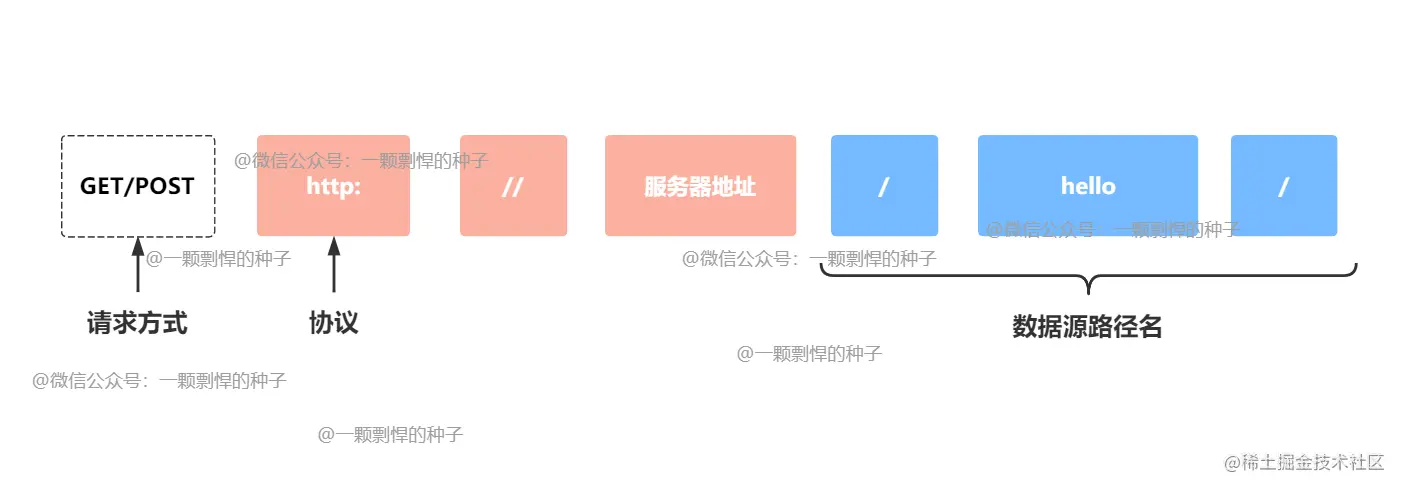 GET/POST
http:
//
服务器地址
/
hello
/
@微信公众号：一颗剽悍的种子
@微信公众号：一颗剽悍的种子
@一颗剽悍的种子
@微信公众号：一颗剽悍的种子
请求方式
协议
数据源路径名
@一颗剽悍的种子
@微信公众号：一颗剽悍的种子
@一颗剽悍的种子
@稀土掘金技术社区